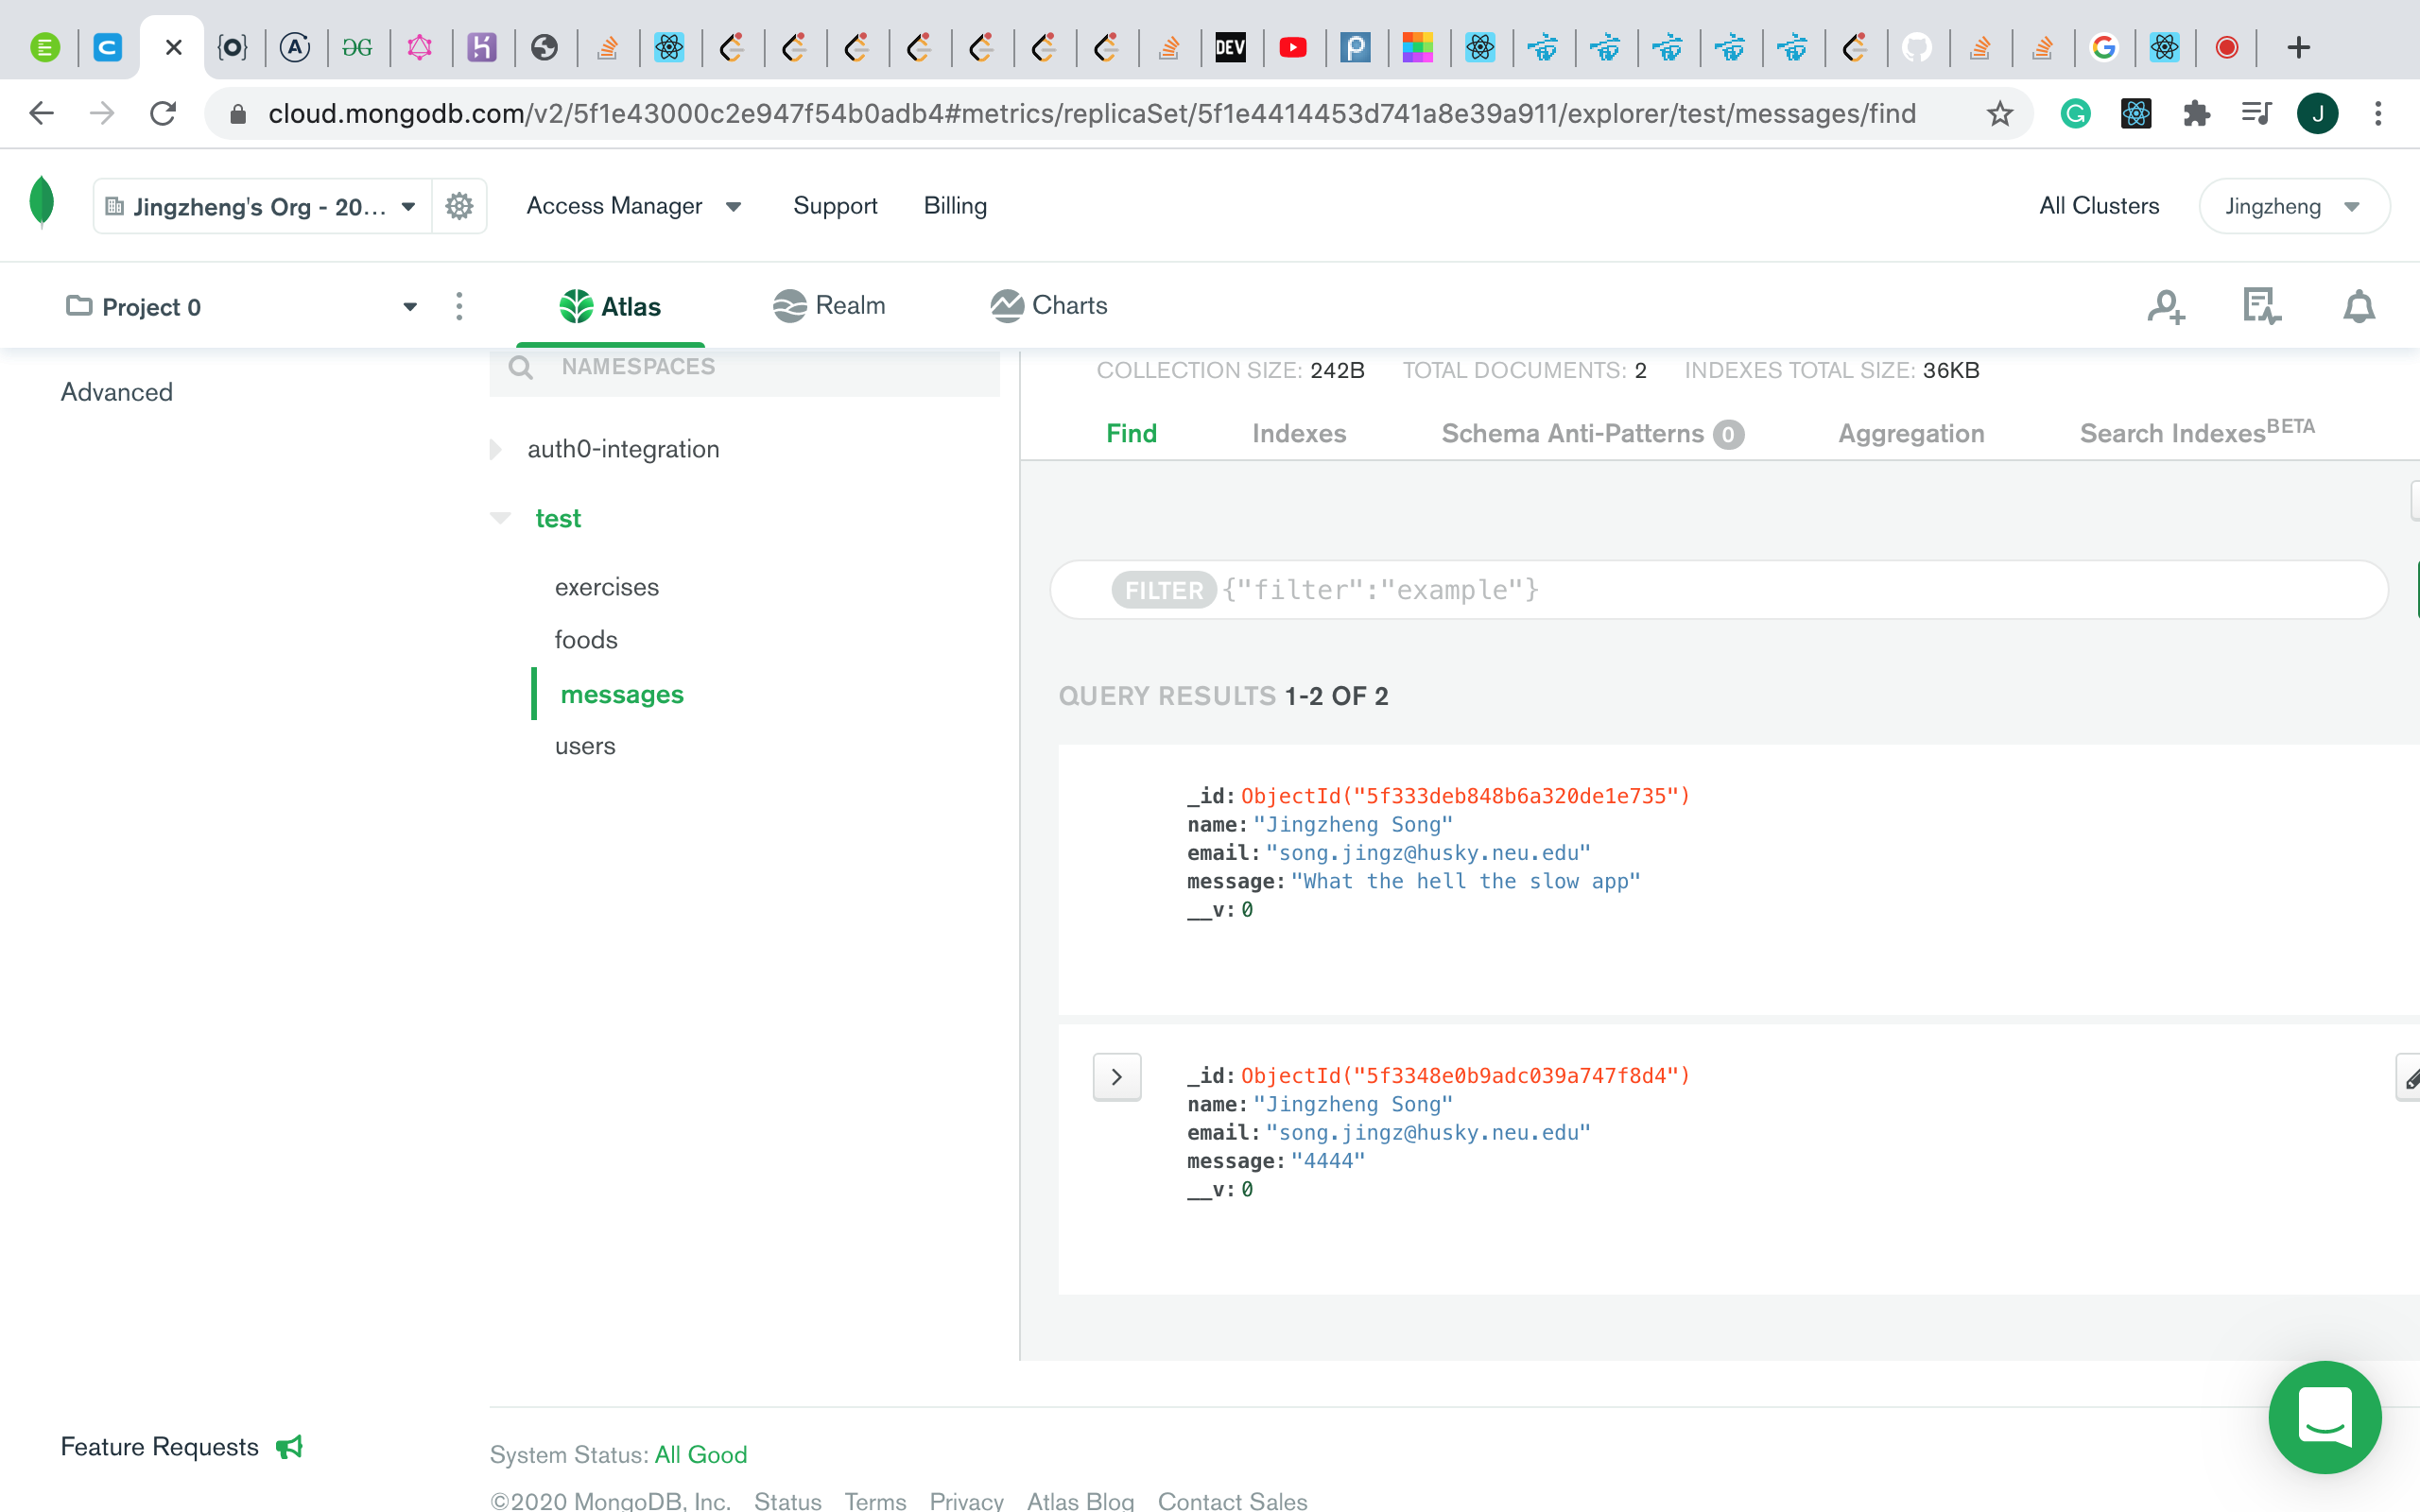 cloud.mongodb.com/v2/5f1e43000c2e947f54b0adb4#metrics/replicaSet/5f1e4414453d741a8e39a911/explorer/test/messages/find
J
Jingzheng's Org - 20...
Access Manager
Support
Billing
All Clusters
Jingzheng
Project 0
Atlas
Realm
Charts
Advanced
NAMESPACES
auth0-integration
test
exercises
foods
messages
users
COLLECTION SIZE: 242B TOTAL DOCUMENTS: 2 INDEXES TOTAL SIZE: 36KB
Find
Indexes
Schema Anti-Patterns 0
Aggregation
Search Indexes BETA
FILTER {"filter":"example"}
QUERY RESULTS 1-2 OF 2
_id: ObjectId("5f333deb848b6a320de1e735")
name: "Jingzheng Song"
email: "song.jingz@husky.neu.edu"
message: "What the hell the slow app"
__v: 0
_id: ObjectId("5f3348e0b9adc039a747f8d4")
name: "Jingzheng Song"
email: "song.jingz@husky.neu.edu"
message: "4444"
__v: 0
Feature Requests
System Status: All Good
©2020 MongoDB, Inc. Status Terms Privacy Atlas Blog Contact Sales